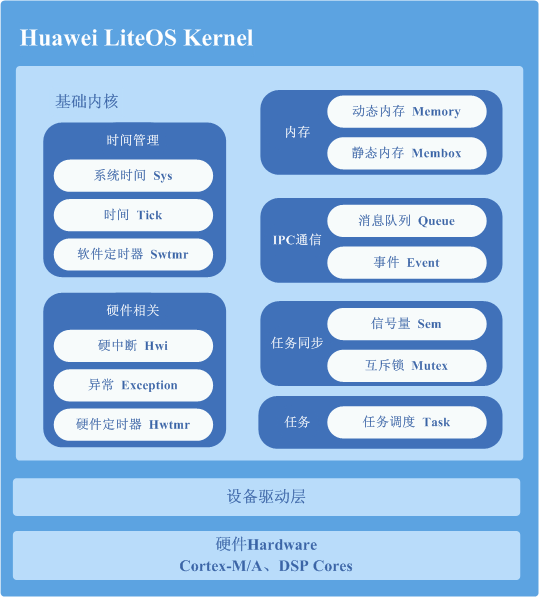 Huawei LiteOS Kernel
基础内核
时间管理
系统时间 Sys
时间 Tick
软件定时器 Swtmr
硬件相关
硬中断 Hwi
异常 Exception
硬件定时器 Hwtmr
内存
动态内存 Memory
静态内存 Membox
IPC通信
消息队列 Queue
事件 Event
任务同步
信号量 Sem
互斥锁 Mutex
任务
任务调度 Task
设备驱动层
硬件Hardware
Cortex-M/A、DSP Cores